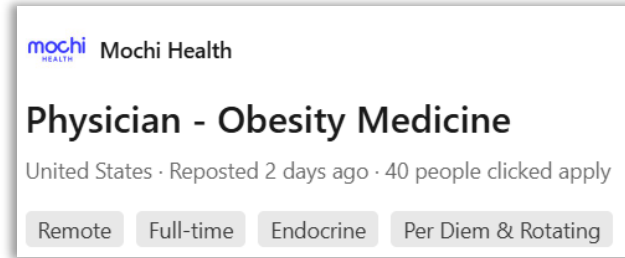 mochi HEALTH Mochi Health
Physician - Obesity Medicine
United States · Reposted 2 days ago · 40 people clicked apply
Remote Full-time Endocrine Per Diem & Rotating